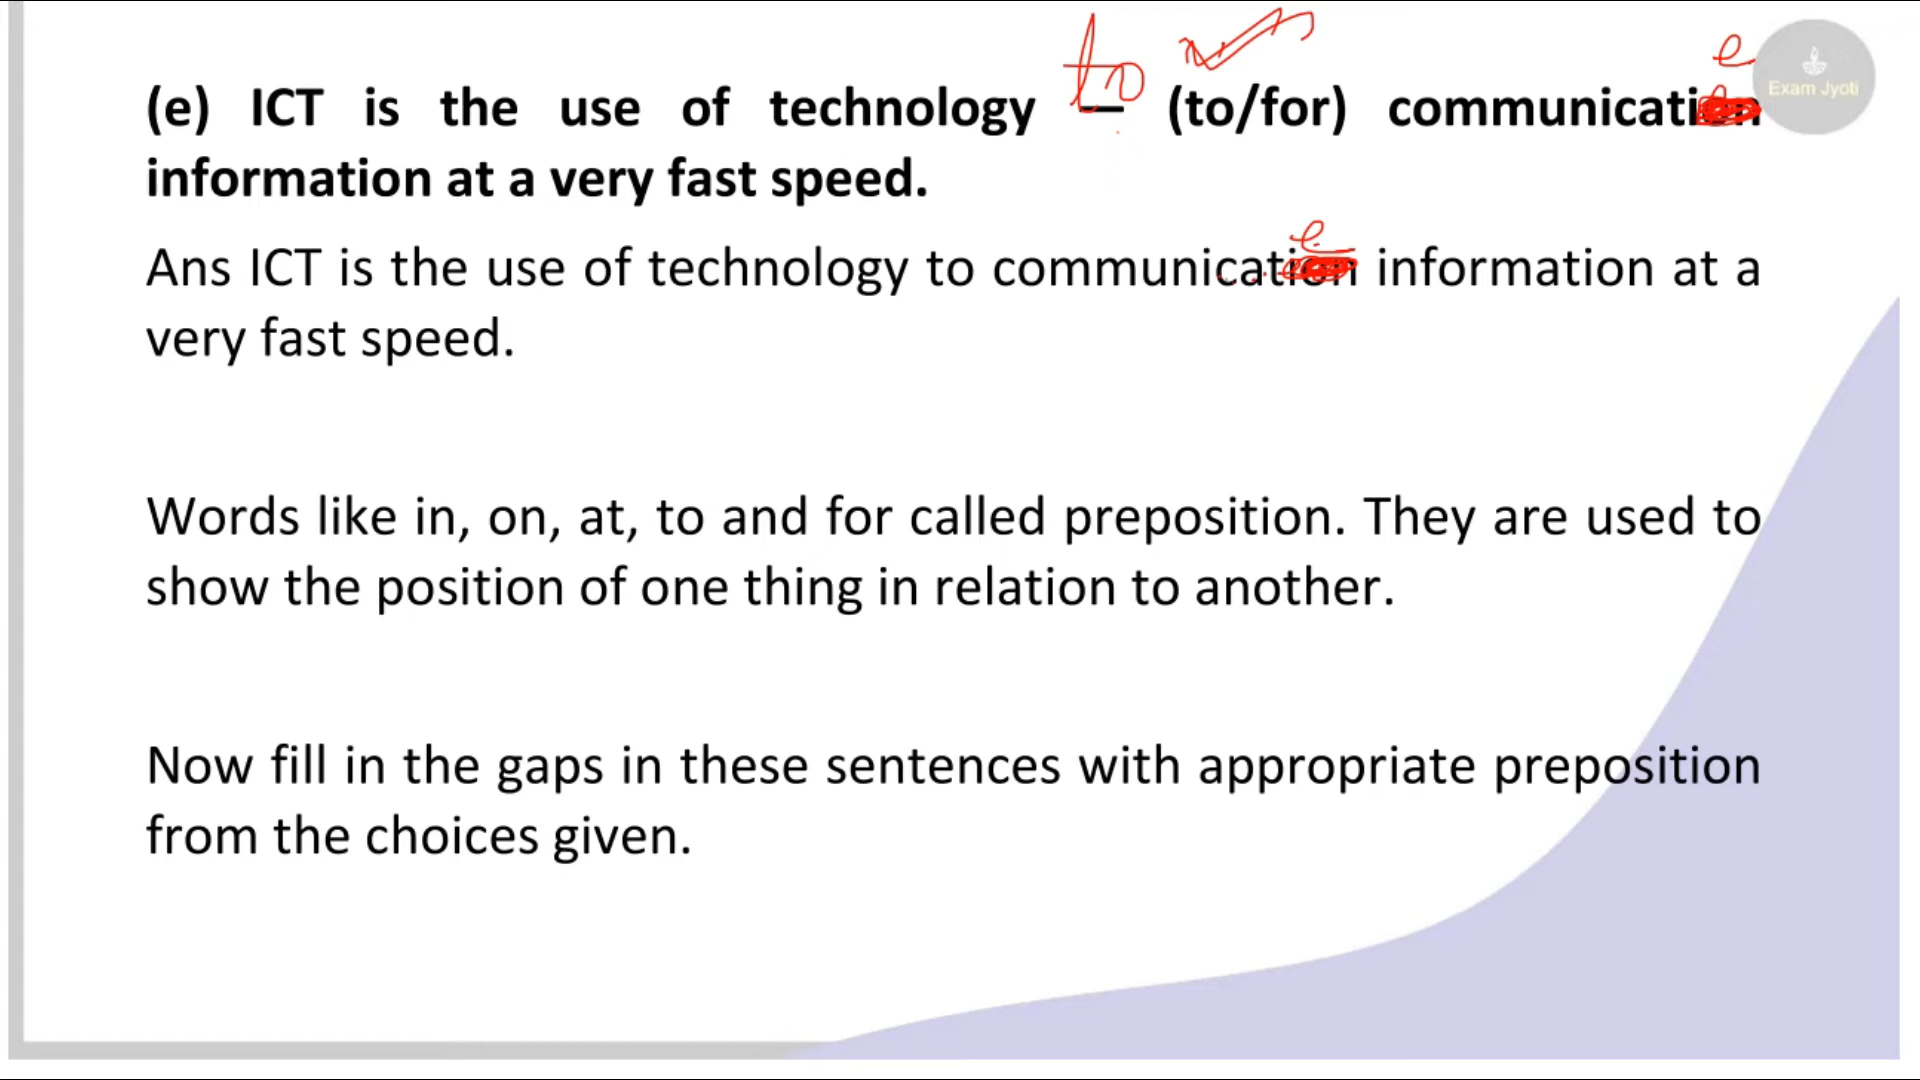 to
(e) ICT is the use of technology — (to/for) communication
e
Exam Jyoti
information at a very fast speed.
e
Ans ICT is the use of technology to communication information at a
very fast speed.
Words like in, on, at, to and for called preposition. They are used to
show the position of one thing in relation to another.
Now fill in the gaps in these sentences with appropriate preposition
from the choices given.